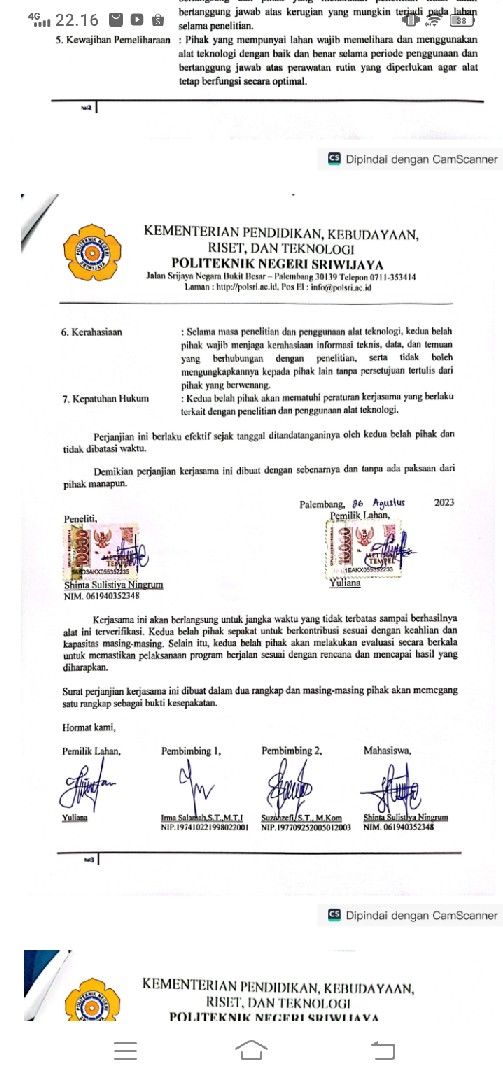 4G 22.16 88
bertanggung jawab atas kerugian yang mungkin terjadi pada lahan
selama penelitian.
5. Kewajiban Pemeliharaan : Pihak yang mempunyai lahan wajib memelihara dan menggunakan
alat teknologi dengan baik dan benar selama periode penggunaan dan
bertanggung jawab atas perawatan rutin yang diperlukan agar alat
tetap berfungsi secara optimal.
CS Dipindai dengan CamScanner
KEMENTERIAN PENDIDIKAN, KEBUDAYAAN,
RISET, DAN TEKNOLOGI
POLITEKNIK NEGERI SRIWIJAYA
Jalan Srijaya Negara Bukit Besar – Palembang 30139 Telepon 0711-353414
Laman : http://polsri.ac.id, Pos El : info@polsri.ac.id
6. Kerahasiaan : Selama masa penelitian dan penggunaan alat teknologi, kedua belah
pihak wajib menjaga kerahasiaan informasi teknis, data, dan temuan
yang berhubungan dengan penelitian, serta tidak boleh
mengungkapkannya kepada pihak lain tanpa persetujuan tertulis dari
pihak yang berwenang.
7. Kepatuhan Hukum : Kedua belah pihak akan mematuhi peraturan kerjasama yang berlaku
terkait dengan penelitian dan penggunaan alat teknologi.
Perjanjian ini berlaku efektif sejak tanggal ditandatanganinya oleh kedua belah pihak dan
tidak dibatasi waktu.
Demikian perjanjian kerjasama ini dibuat dengan sebenarnya dan tanpa ada paksaan dari
pihak manapun.
Palembang, Agustus 2023
Peneliti, Pemilik Lahan,
10000 10000
TEMPEL TEMPEL
Shinta Sulistiya Ningrum Yuliana
NIM. 061940352348
Kerjasama ini akan berlangsung untuk jangka waktu yang tidak terbatas sampai berhasilnya
alat ini terverifikasi. Kedua belah pihak sepakat untuk berkontribusi sesuai dengan keahlian dan
kapasitas masing-masing. Selain itu, kedua belah pihak akan melakukan evaluasi secara berkala
untuk memastikan pelaksanaan program berjalan sesuai dengan rencana dan mencapai hasil yang
diharapkan.
Surat perjanjian kerjasama ini dibuat dalam dua rangkap dan masing-masing pihak akan memegang
satu rangkap sebagai bukti kesepakatan.
Hormat kami,
Pemilik Lahan, Pembimbing 1, Pembimbing 2, Mahasiswa,
Yuliana Irma Salamah,S.T.,M.T.I Suzanzefi,S.T., M.Kom Shinta Sulistiya Ningrum
NIP.197410221998022001 NIP.197709252005012003 NIM. 061940352348
CS Dipindai dengan CamScanner
KEMENTERIAN PENDIDIKAN, KEBUDAYAAN,
RISET, DAN TEKNOLOGI
POLITEKNIK NEGERI SRIWIJAYA